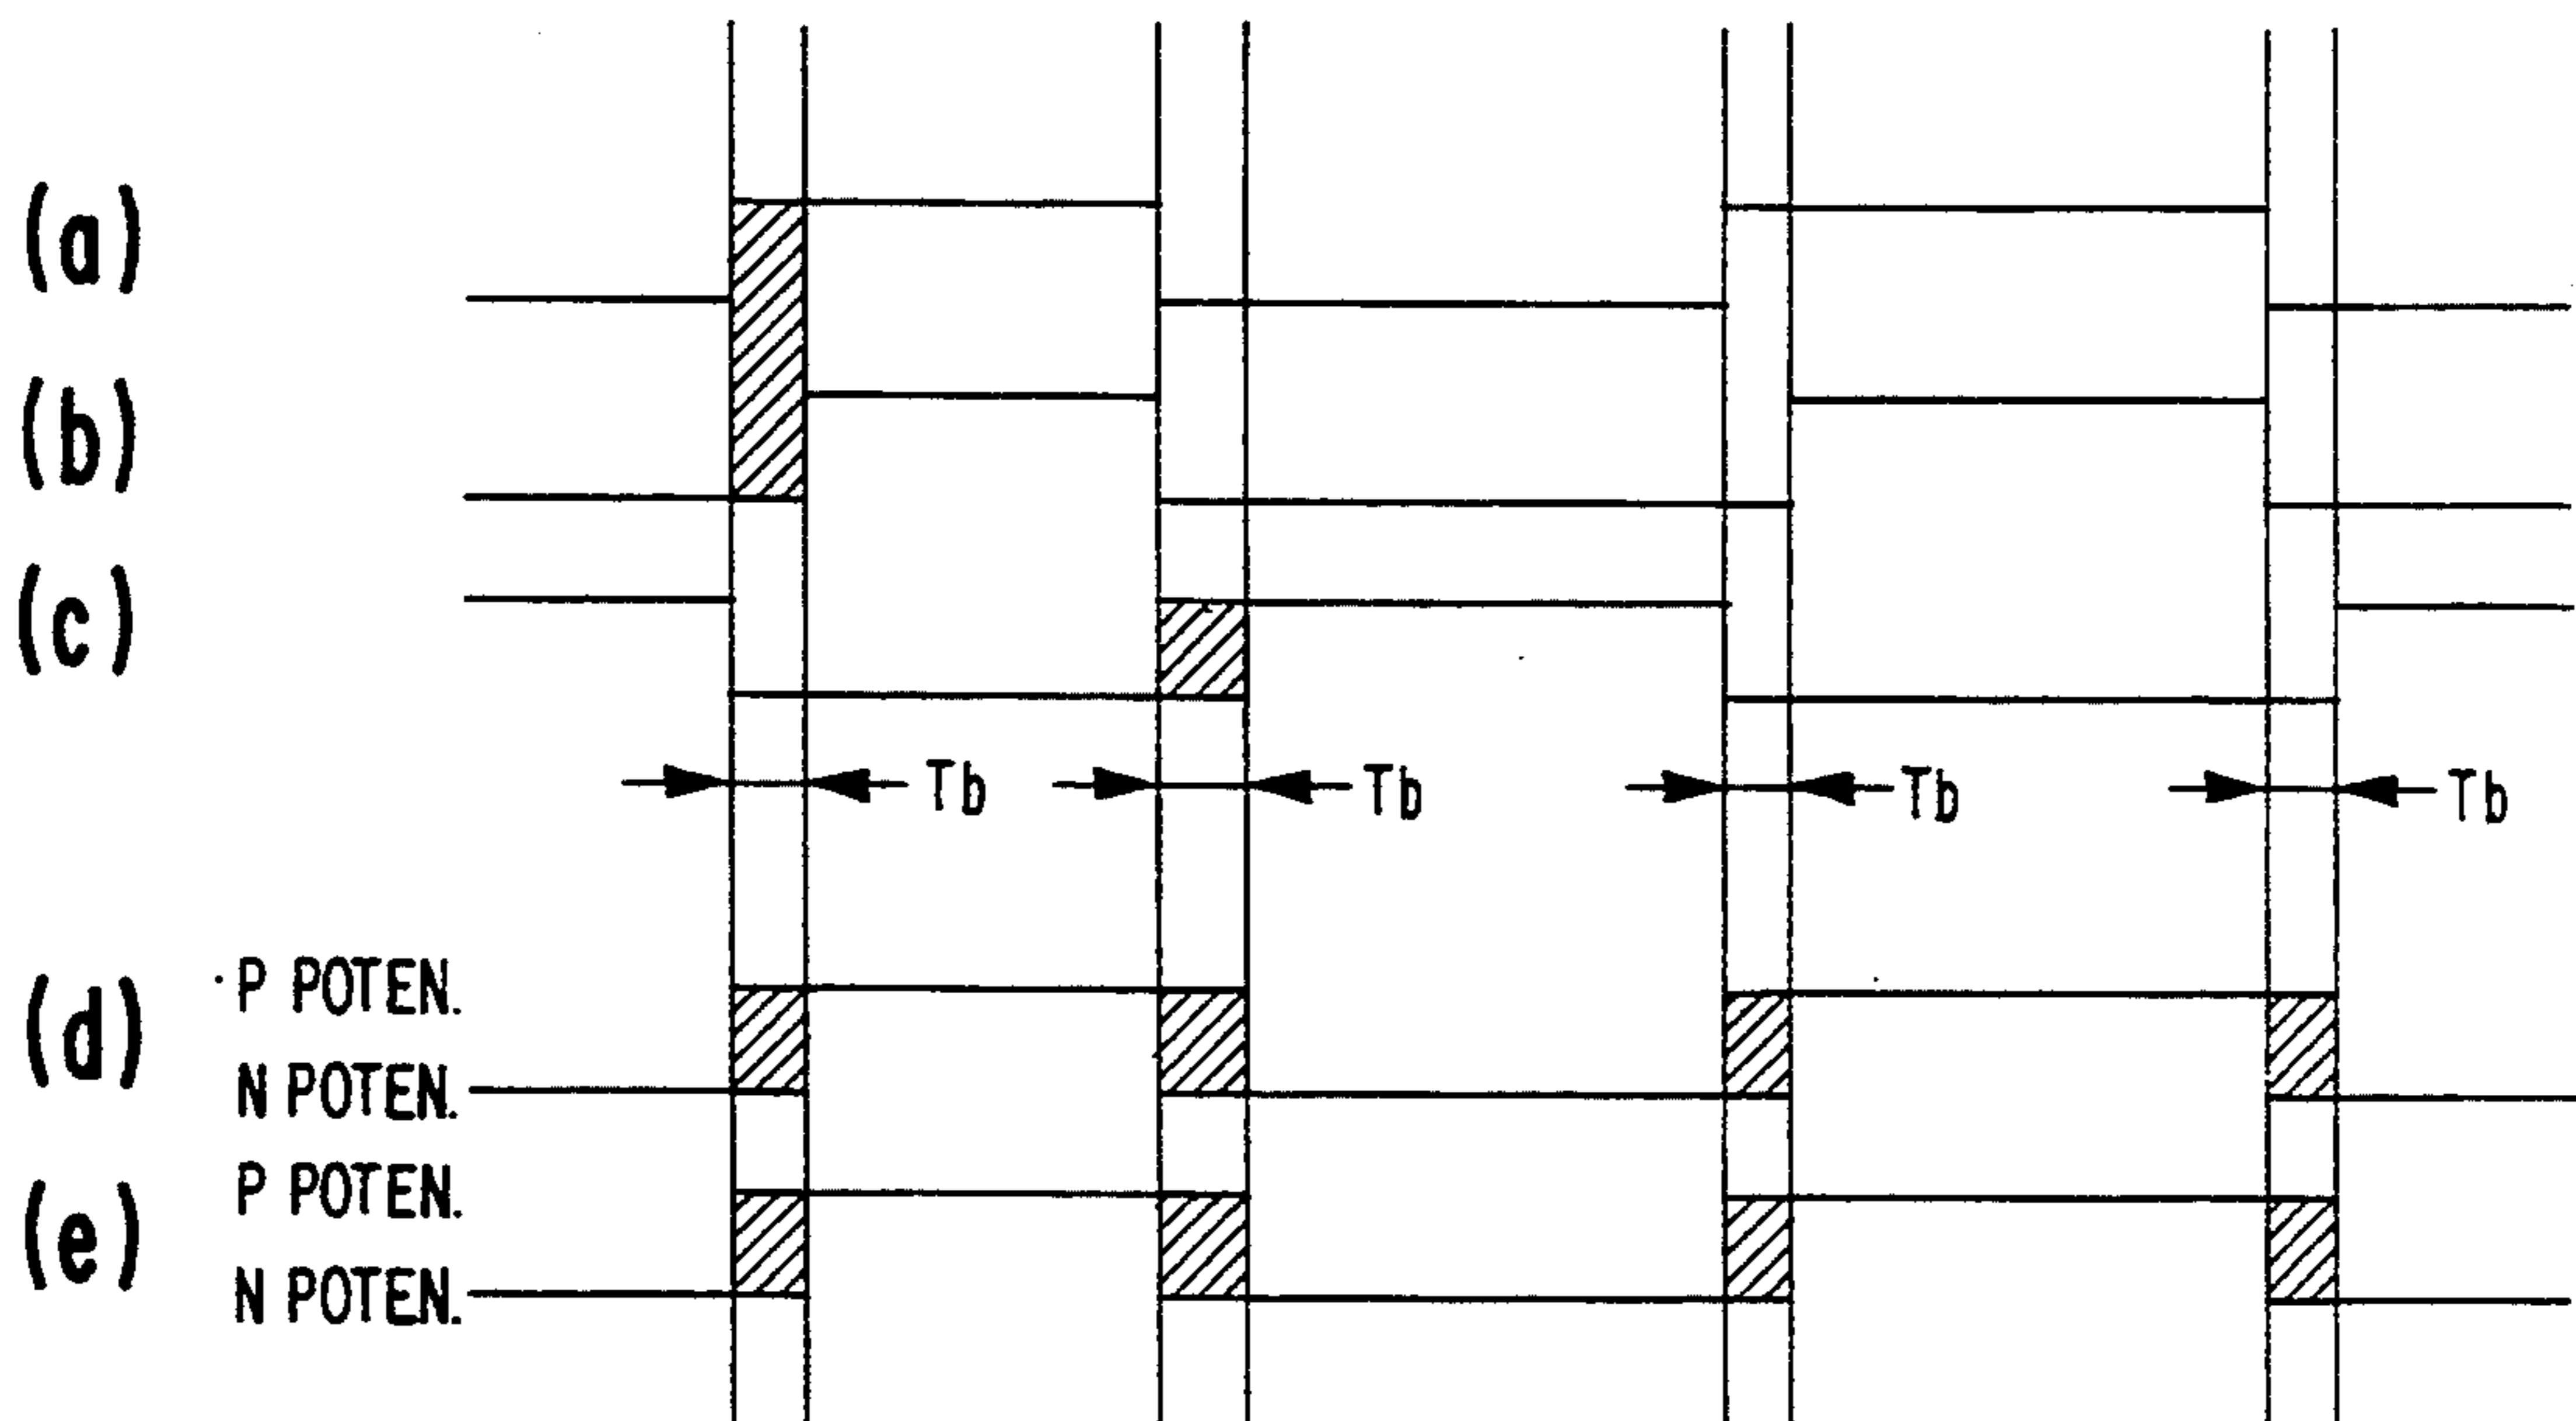 (a)
(b)
(c)
Tb Tb Tb Tb
(d) P POTEN.
N POTEN.
(e) P POTEN.
N POTEN.